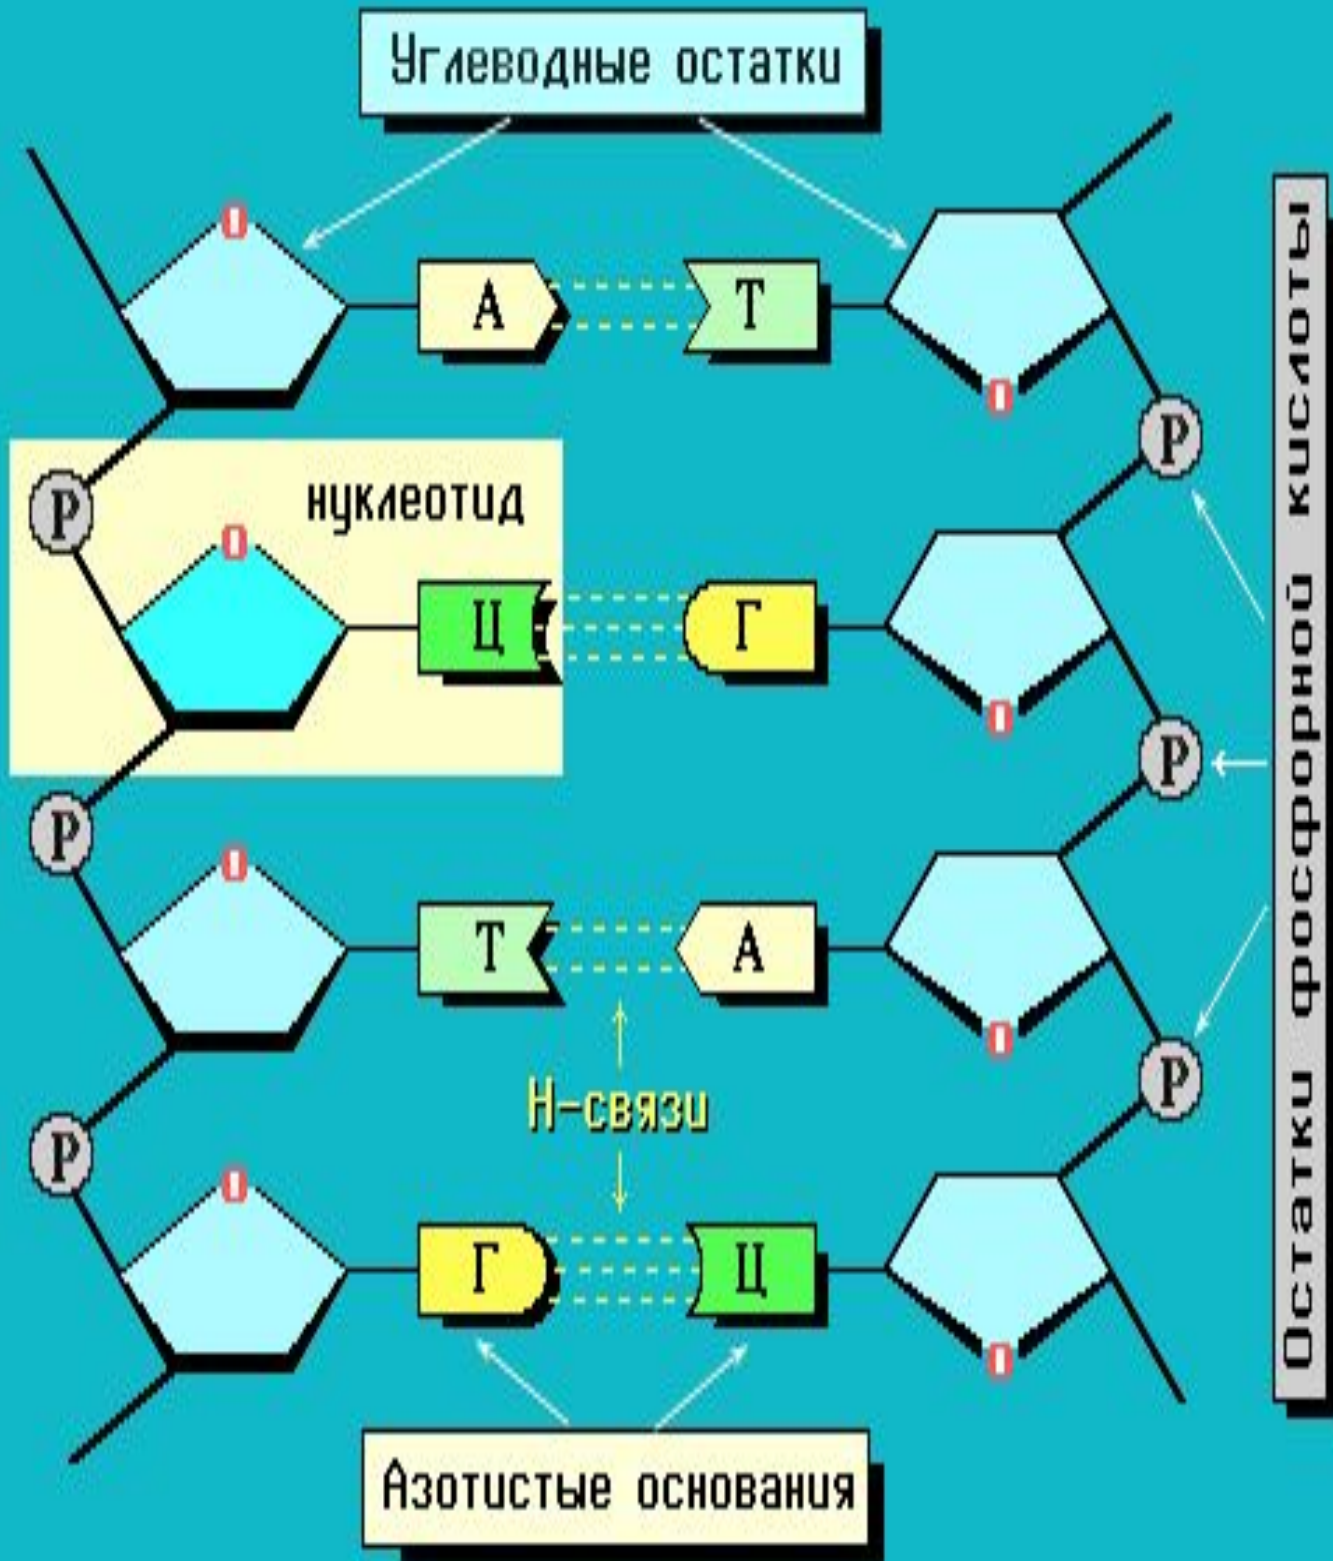 Углеводные остатки
О
А
Т
О
Р
нуклеотид
Р
О
Ц
Г
О
Р
Р
О
Т
А
О
Н-связи
Р
Р
О
Г
Ц
О
Азотистые основания
Остатки фосфорной кислоты